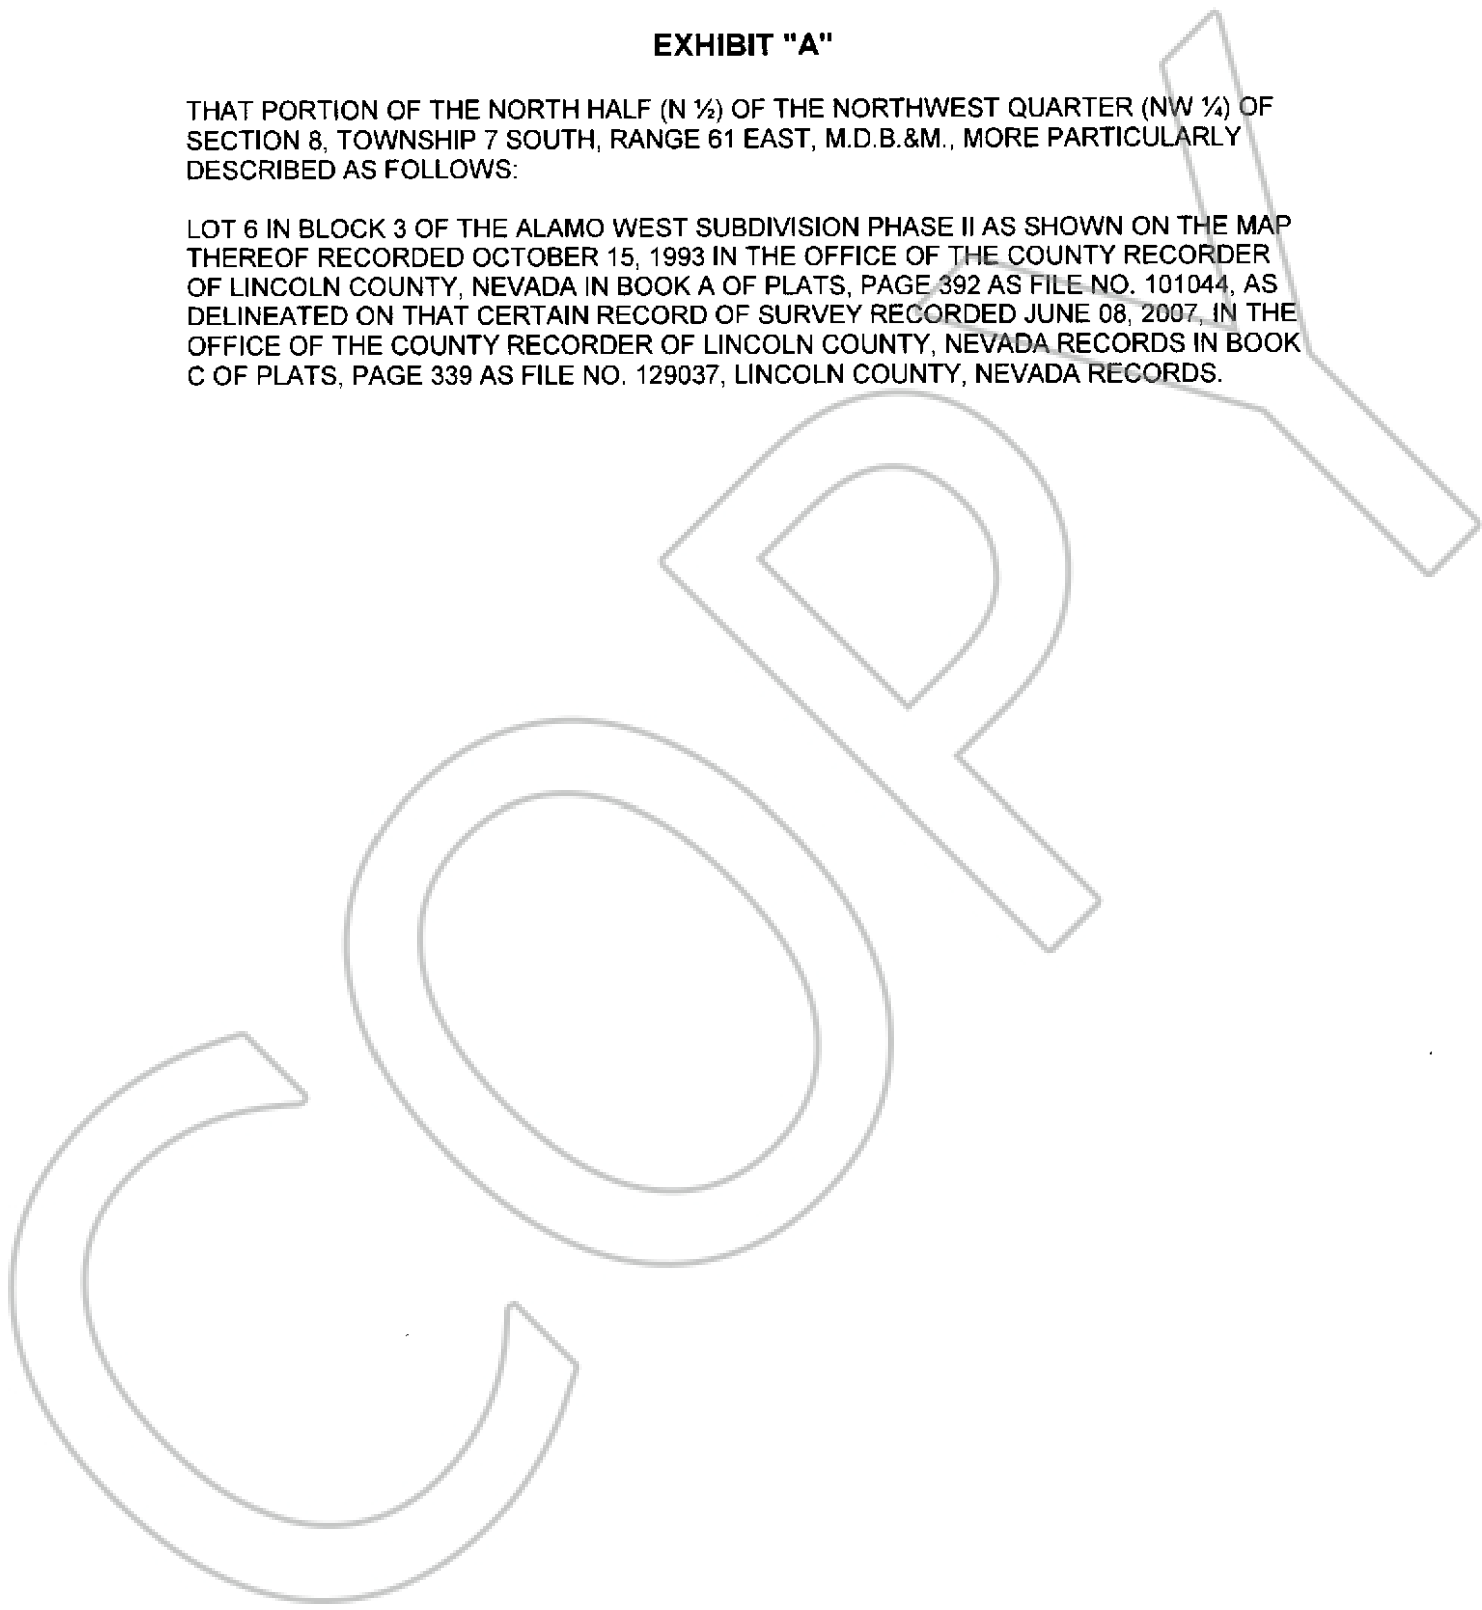 EXHIBIT "A"
THAT PORTION OF THE NORTH HALF (N ½) OF THE NORTHWEST QUARTER (NW ¼) OF
SECTION 8, TOWNSHIP 7 SOUTH, RANGE 61 EAST, M.D.B.&M., MORE PARTICULARLY
DESCRIBED AS FOLLOWS:
LOT 6 IN BLOCK 3 OF THE ALAMO WEST SUBDIVISION PHASE II AS SHOWN ON THE MAP
THEREOF RECORDED OCTOBER 15, 1993 IN THE OFFICE OF THE COUNTY RECORDER
OF LINCOLN COUNTY, NEVADA IN BOOK A OF PLATS, PAGE 392 AS FILE NO. 101044, AS
DELINEATED ON THAT CERTAIN RECORD OF SURVEY RECORDED JUNE 08, 2007, IN THE
OFFICE OF THE COUNTY RECORDER OF LINCOLN COUNTY, NEVADA RECORDS IN BOOK
C OF PLATS, PAGE 339 AS FILE NO. 129037, LINCOLN COUNTY, NEVADA RECORDS.
COPY